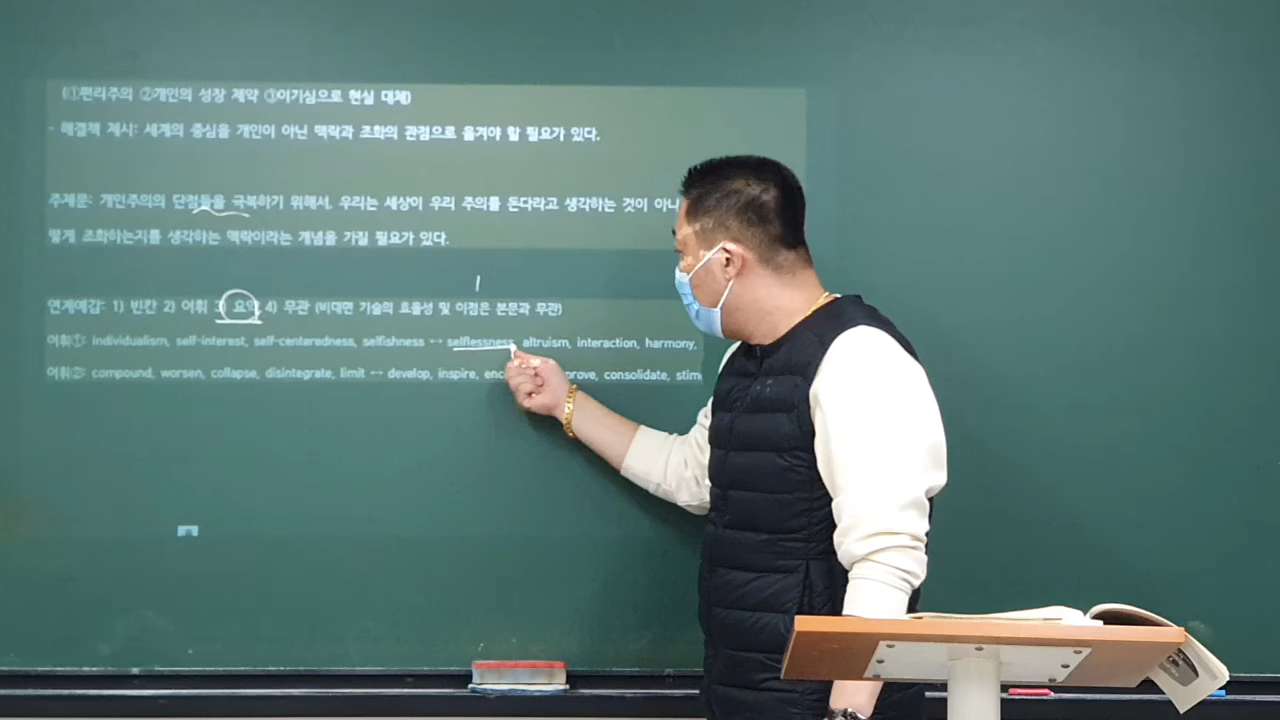 (①편리주의 ②개인의 성장 제약 ③이기심으로 현실 대체)
- 해결책 제시: 세계의 중심을 개인이 아닌 맥락과 조화의 관점으로 옮겨야 할 필요가 있다.
주제문: 개인주의의 단점들을 극복하기 위해서, 우리는 세상이 우리 주위를 돈다라고 생각하는 것이 아니
떻게 조화하는지를 생각하는 맥락이라는 개념을 가질 필요가 있다.
연계예감: 1) 빈칸 2) 어휘 3) 요약 4) 무관 (비대면 기술의 효율성 및 이점은 본문과 무관)
어휘①: individualism, self-interest, self-centeredness, selfishness ↔ selflessness, altruism, interaction, harmony,
어휘②: compound, worsen, collapse, disintegrate, limit ↔ develop, inspire, consolidate,